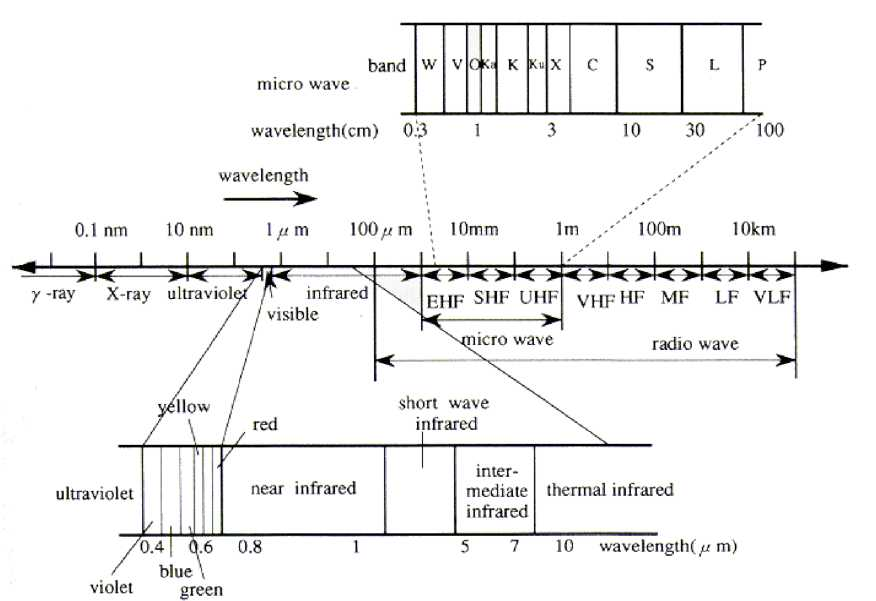 band W V O Ka K Ku X C S L P
micro wave
wavelength(cm) 0.3 1 3 10 30 100
wavelength
0.1 nm 10 nm 1 μ m 100 μ m 10mm 1m 100m 10km
γ -ray X-ray ultraviolet infrared EHF SHF UHF VHF HF MF LF VLF
visible
micro wave radio wave
yellow
red
short wave
infrared
ultraviolet
near infrared
inter-
mediate
infrared
thermal infrared
0.4 0.6 0.8 1 5 7 10 wavelength( μ m)
violet
blue
green